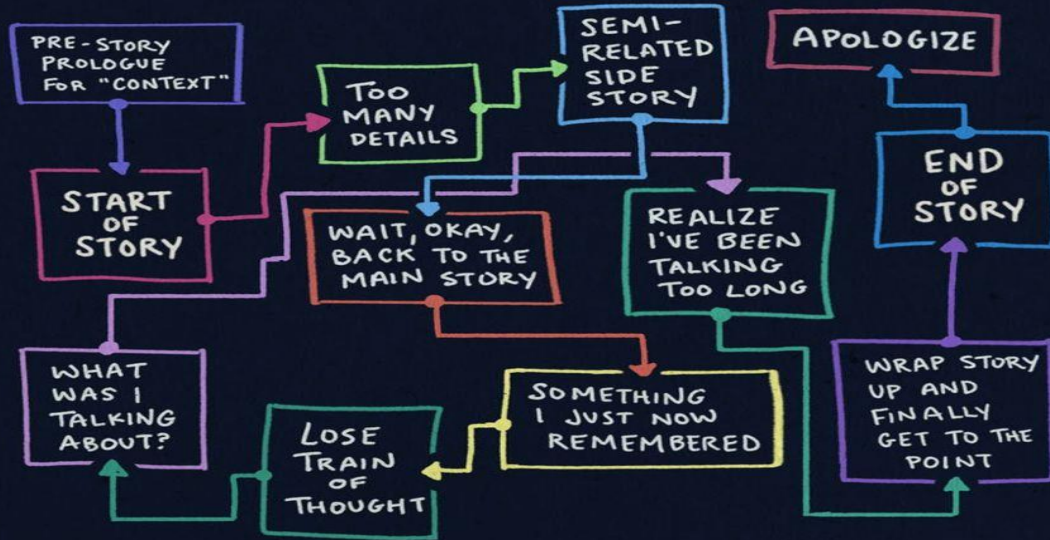 PRE-STORY
PROLOGUE
FOR "CONTEXT"
START
OF
STORY
TOO
MANY
DETAILS
SEMI-
RELATED
SIDE
STORY
WAIT, OKAY,
BACK TO THE
MAIN STORY
SOMETHING
I JUST NOW
REMEMBERED
LOSE
TRAIN
OF
THOUGHT
WHAT
WAS I
TALKING
ABOUT?
REALIZE
I'VE BEEN
TALKING
TOO LONG
WRAP STORY
UP AND
FINALLY
GET TO THE
POINT
END
OF
STORY
APOLOGIZE